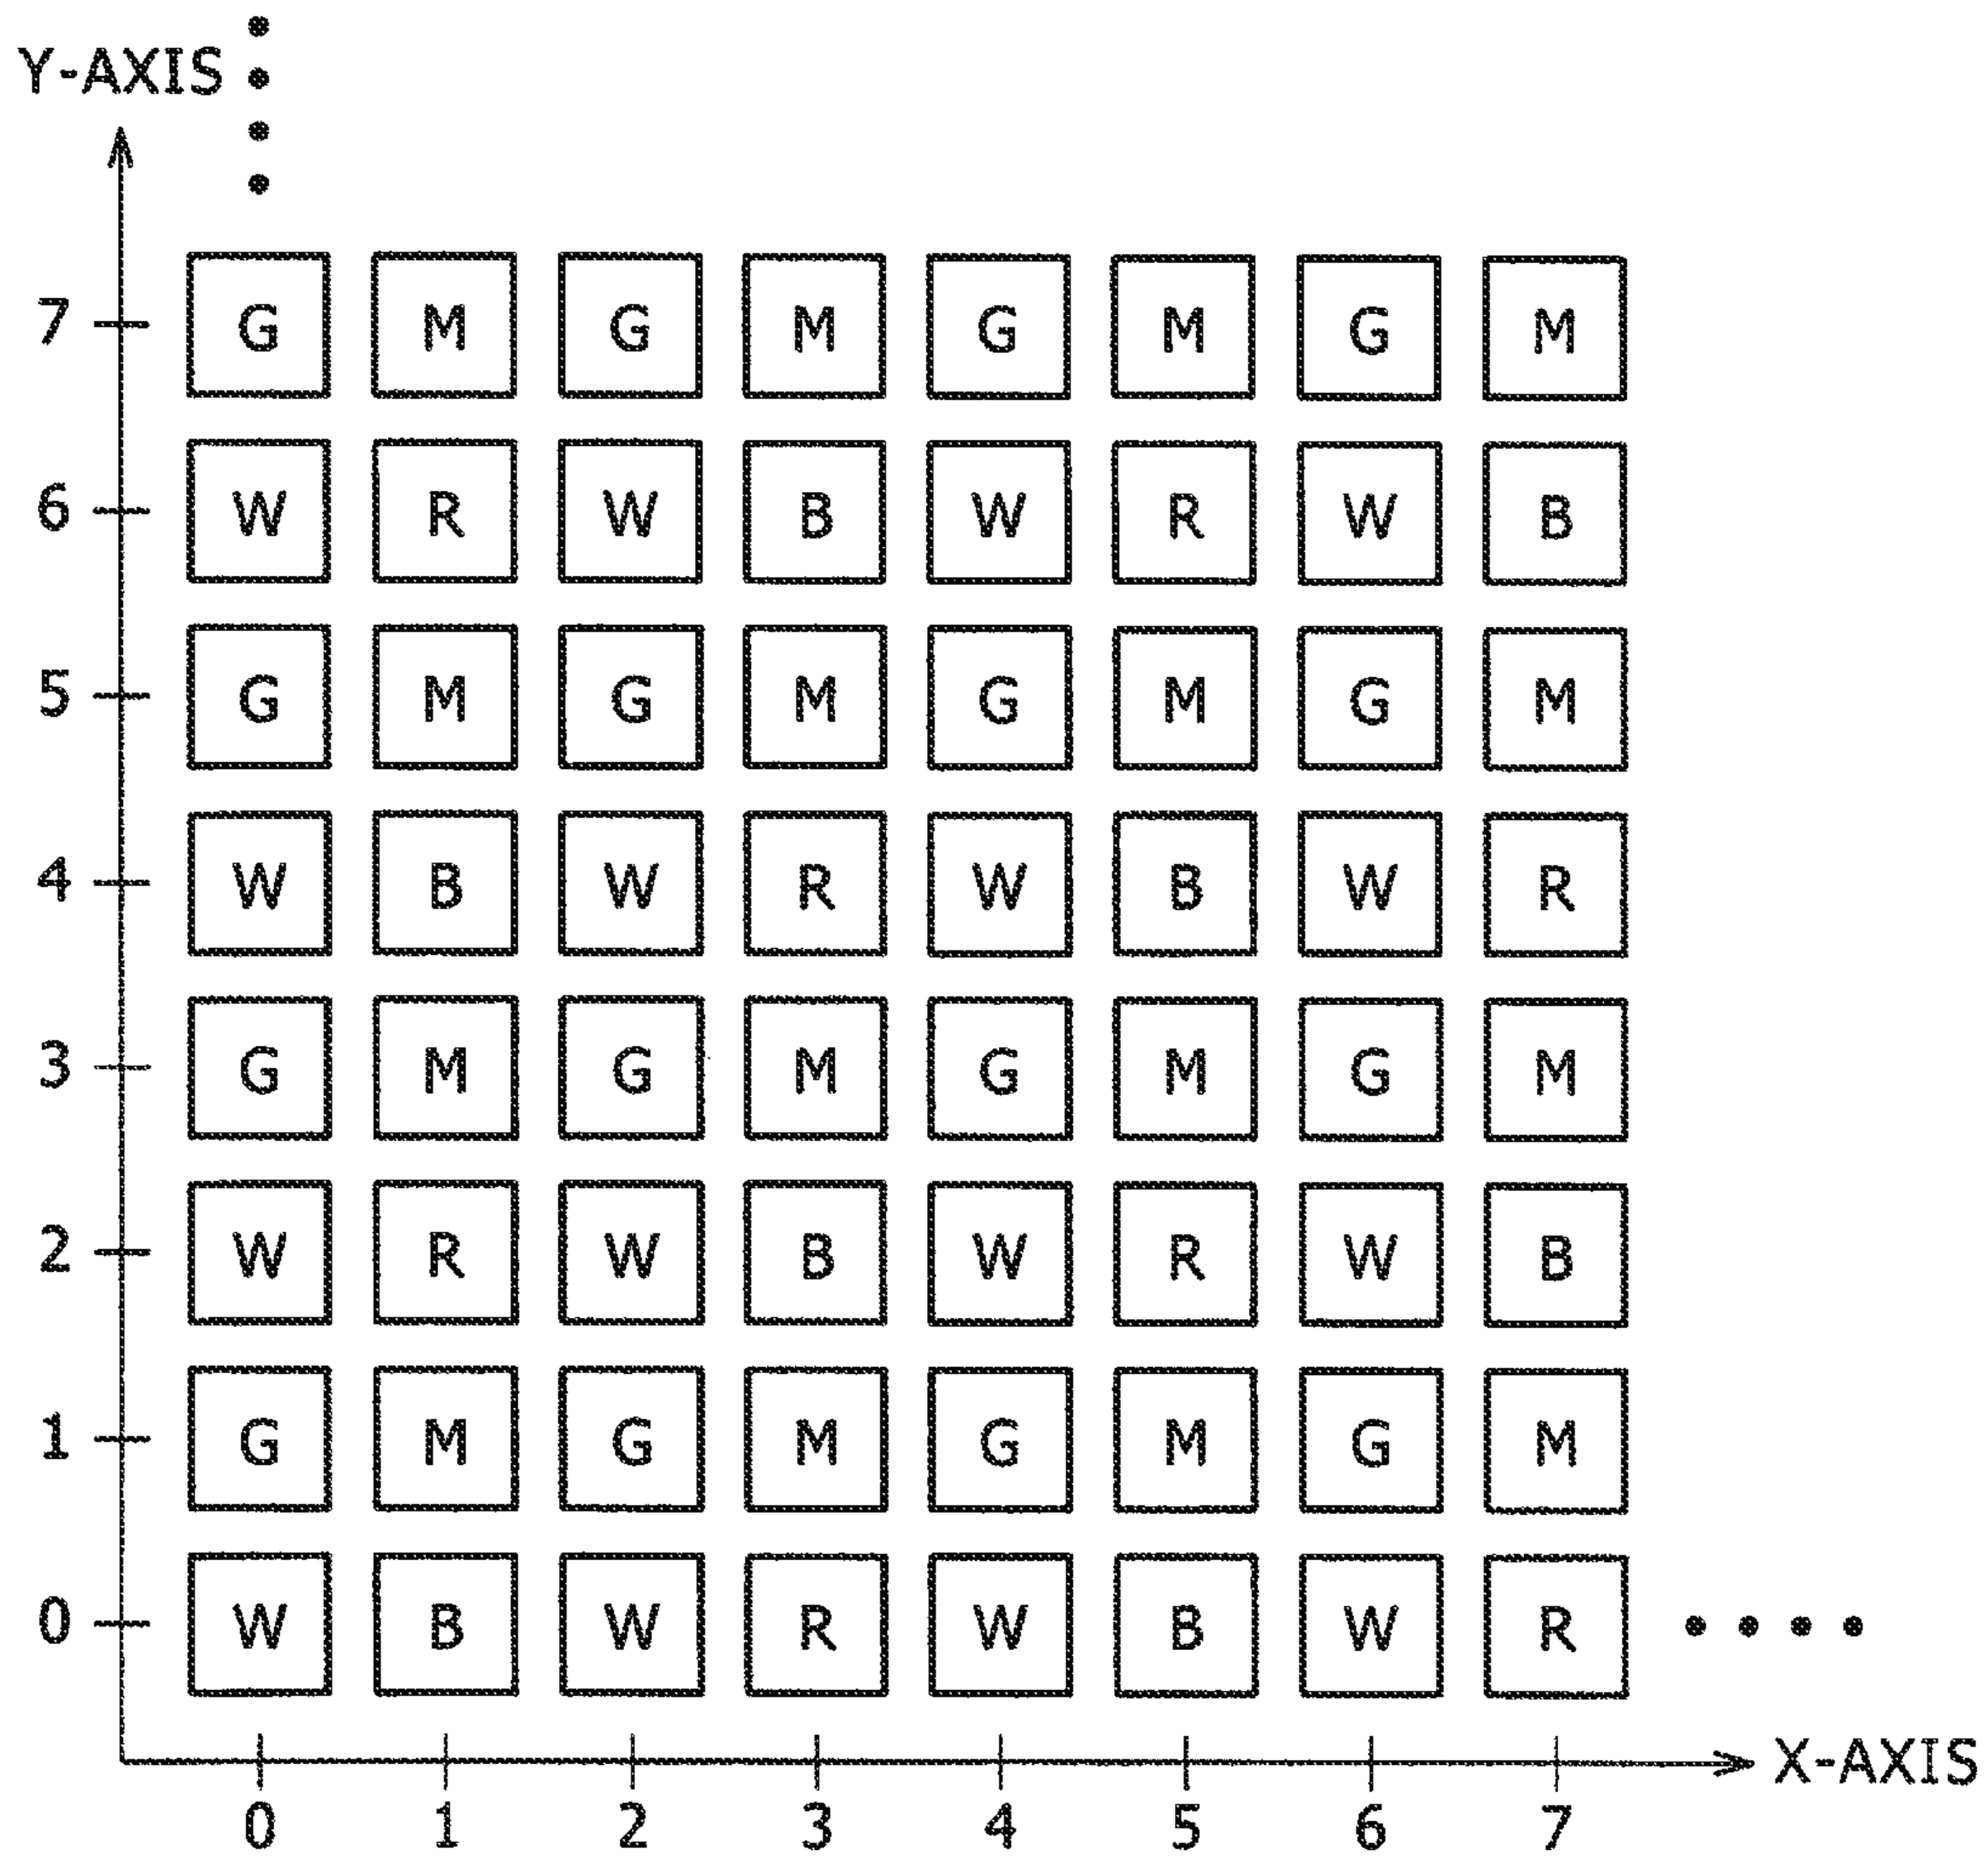 Y-AXIS
7 G M G M G M G M
6 W R W B W R W B
5 G M G M G M G M
4 W B W R W B W R
3 G M G M G M G M
2 W R W B W R W B
1 G M G M G M G M
0 W B W R W B W R
X-AXIS
0 1 2 3 4 5 6 7